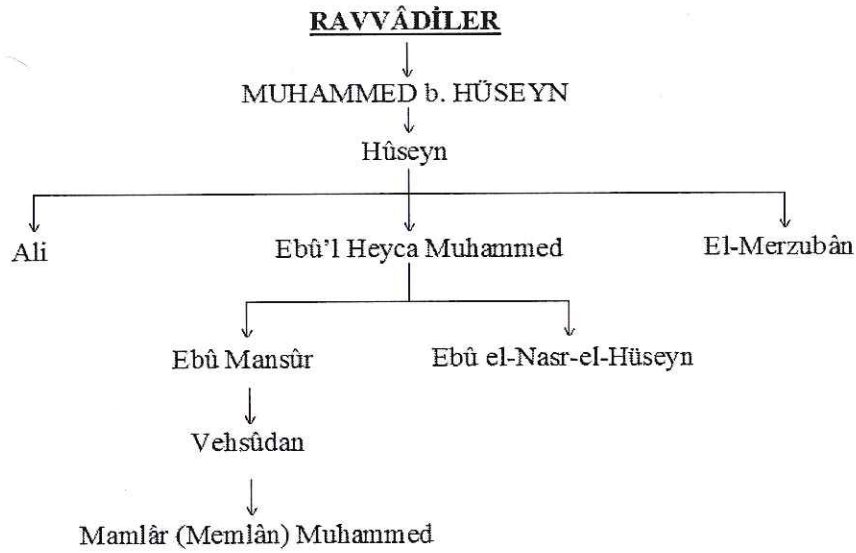 RAVVÂDİLER
MUHAMMED b. HÜSEYN
Hûseyn
Ali
Ebû’l Heyca Muhammed
El-Merzubân
Ebû Mansûr
Ebû el-Nasr-el-Hüseyn
Vehsûdan
Mamlâr (Memlân) Muhammed